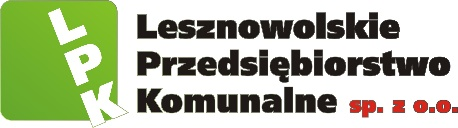 LPK
Lesznowolskie
Przedsiębiorstwo
Komunalne sp. z o.o.